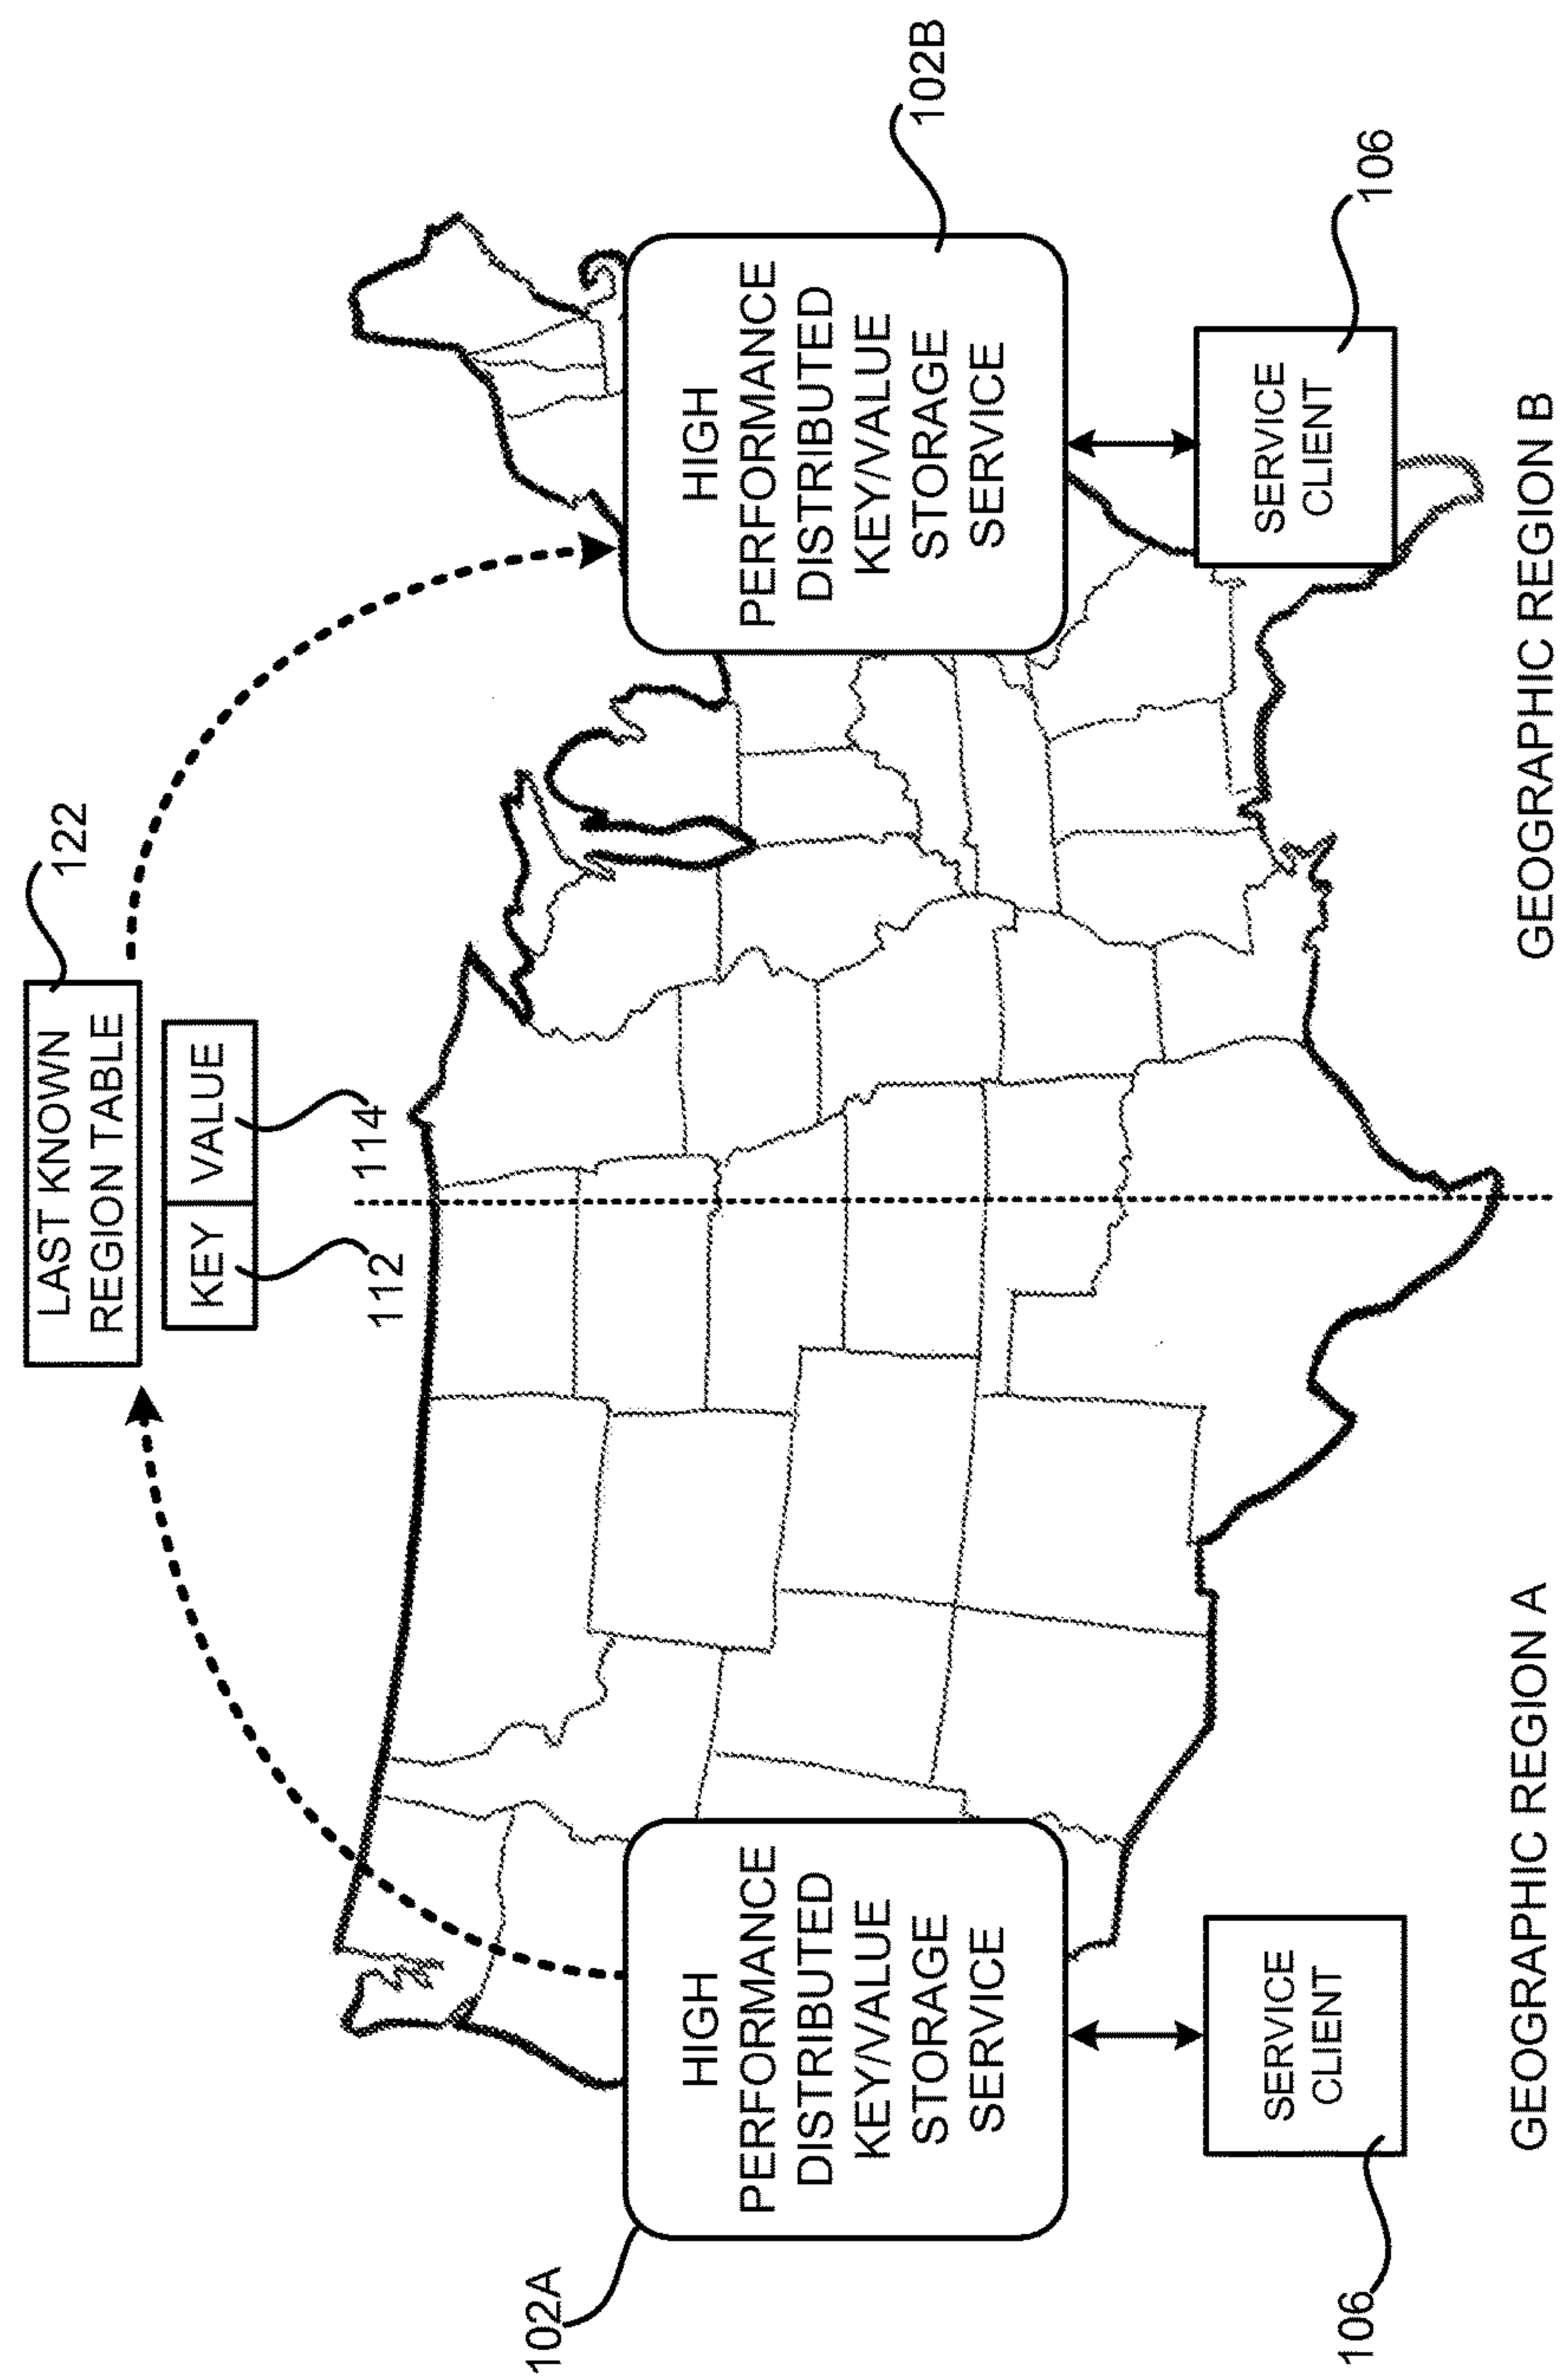 LAST KNOWN
REGION TABLE
122
KEY VALUE
112
114
102A
HIGH
PERFORMANCE
DISTRIBUTED
KEY/VALUE
STORAGE
SERVICE
HIGH
PERFORMANCE
DISTRIBUTED
KEY/VALUE
STORAGE
SERVICE
102B
SERVICE
CLIENT
106
SERVICE
CLIENT
106
GEOGRAPHIC REGION A
GEOGRAPHIC REGION B